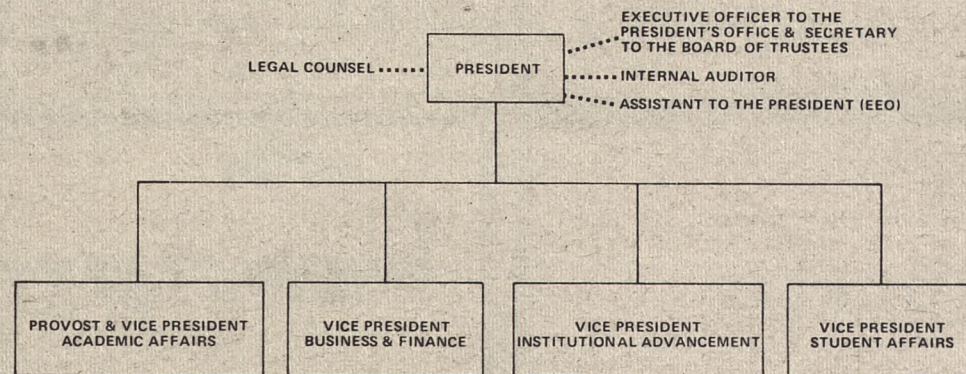 EXECUTIVE OFFICER TO THE
PRESIDENT'S OFFICE & SECRETARY
TO THE BOARD OF TRUSTEES
LEGAL COUNSEL
PRESIDENT
INTERNAL AUDITOR
ASSISTANT TO THE PRESIDENT (EEO)
PROVOST & VICE PRESIDENT
ACADEMIC AFFAIRS
VICE PRESIDENT
BUSINESS & FINANCE
VICE PRESIDENT
INSTITUTIONAL ADVANCEMENT
VICE PRESIDENT
STUDENT AFFAIRS